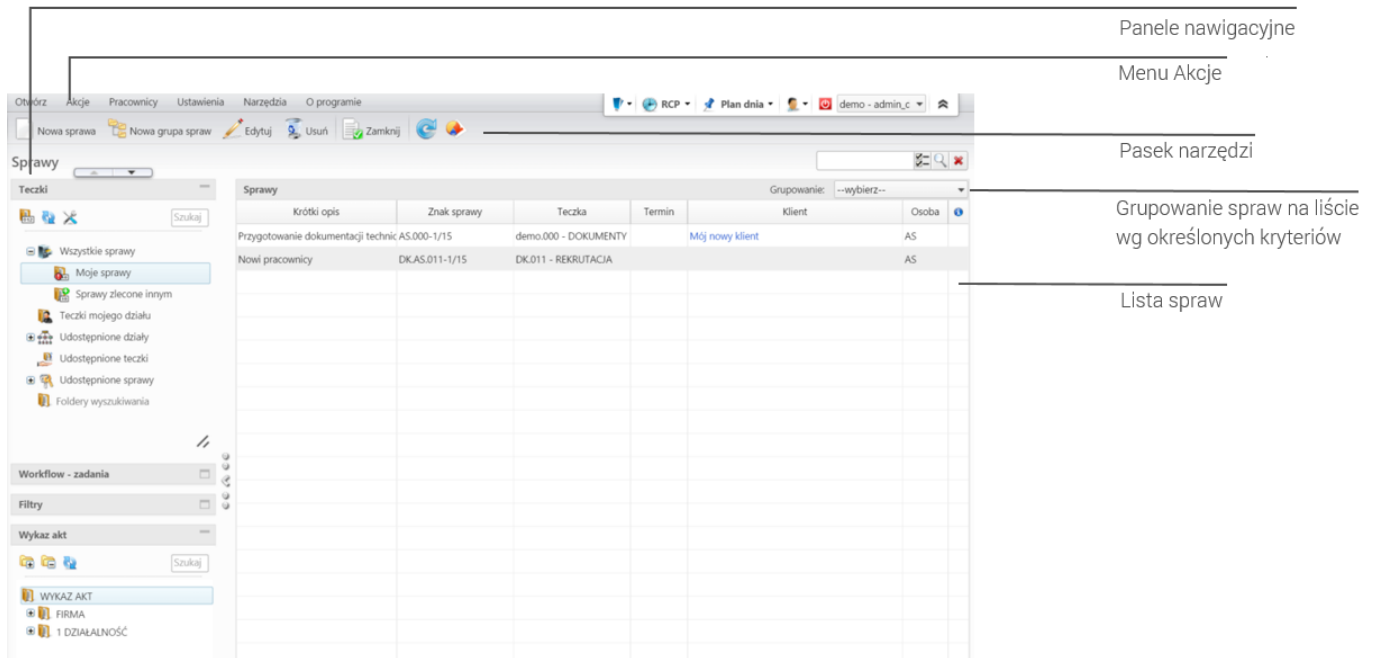 Panele nawigacyjne
Menu Akcje
Otwórz Akcje Pracownicy Ustawienia Narzędzia O programie RCP Plan dnia demo - admin_c
Nowa sprawa Nowa grupa spraw Edytuj Usuń Zamknij
Pasek narzędzi
Sprawy
Teczki Sprawy Grupowanie: --wybierz--
Grupowanie spraw na liście
wg określonych kryteriów
Szukaj Krótki opis Znak sprawy Teczka Termin Klient Osoba
Przygotowanie dokumentacji technic AS.000-1/15 demo.000 - DOKUMENTY Mój nowy klient AS
Wszystkie sprawy Nowi pracownicy DK.AS.011-1/15 DK.011 - REKRUTACJA AS
Moje sprawy
Sprawy zlecone innym
Lista spraw
Teczki mojego działu
Udostępnione działy
Udostępnione teczki
Udostępnione sprawy
Foldery wyszukiwania
Workflow - zadania
Filtry
Wykaz akt
Szukaj
WYKAZ AKT
FIRMA
1 DZIAŁALNOŚĆ